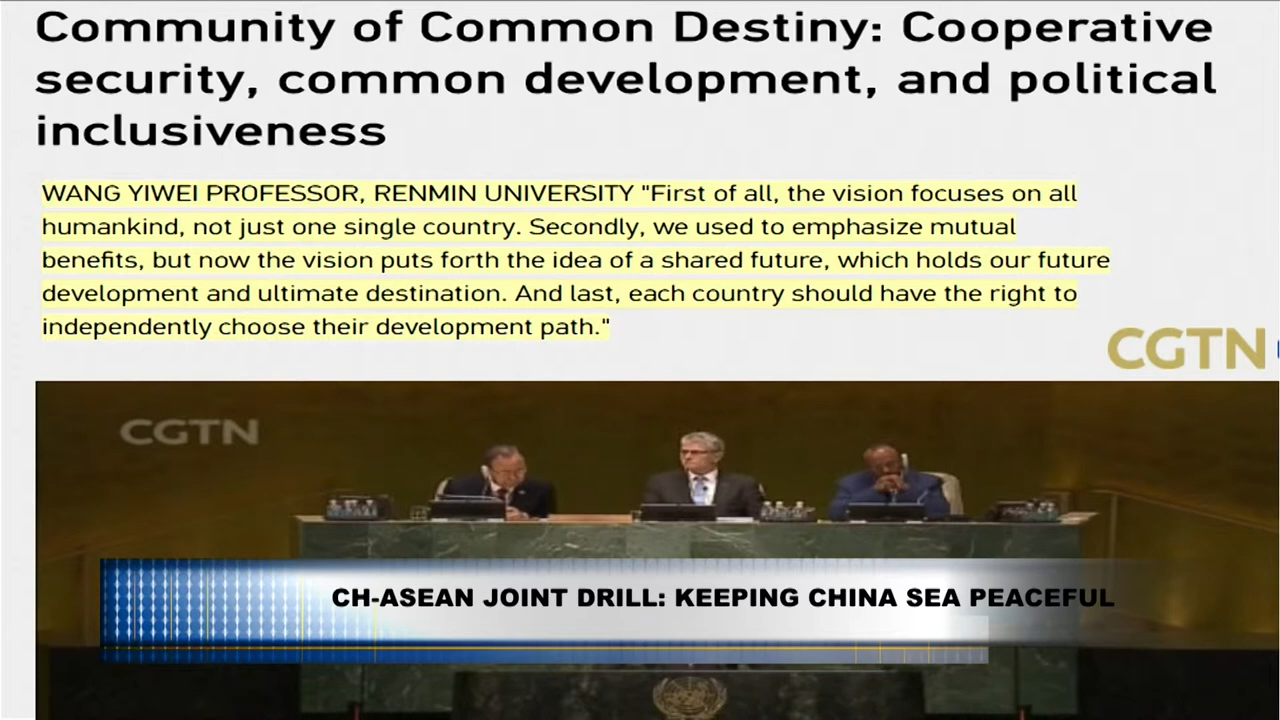 Community of Common Destiny: Cooperative
security, common development, and political
inclusiveness
WANG YIWEI PROFESSOR, RENMIN UNIVERSITY "First of all, the vision focuses on all
humankind, not just one single country. Secondly, we used to emphasize mutual
benefits, but now the vision puts forth the idea of a shared future, which holds our future
development and ultimate destination. And last, each country should have the right to
independently choose their development path."
CGTN
CGTN
CH-ASEAN JOINT DRILL: KEEPING CHINA SEA PEACEFUL